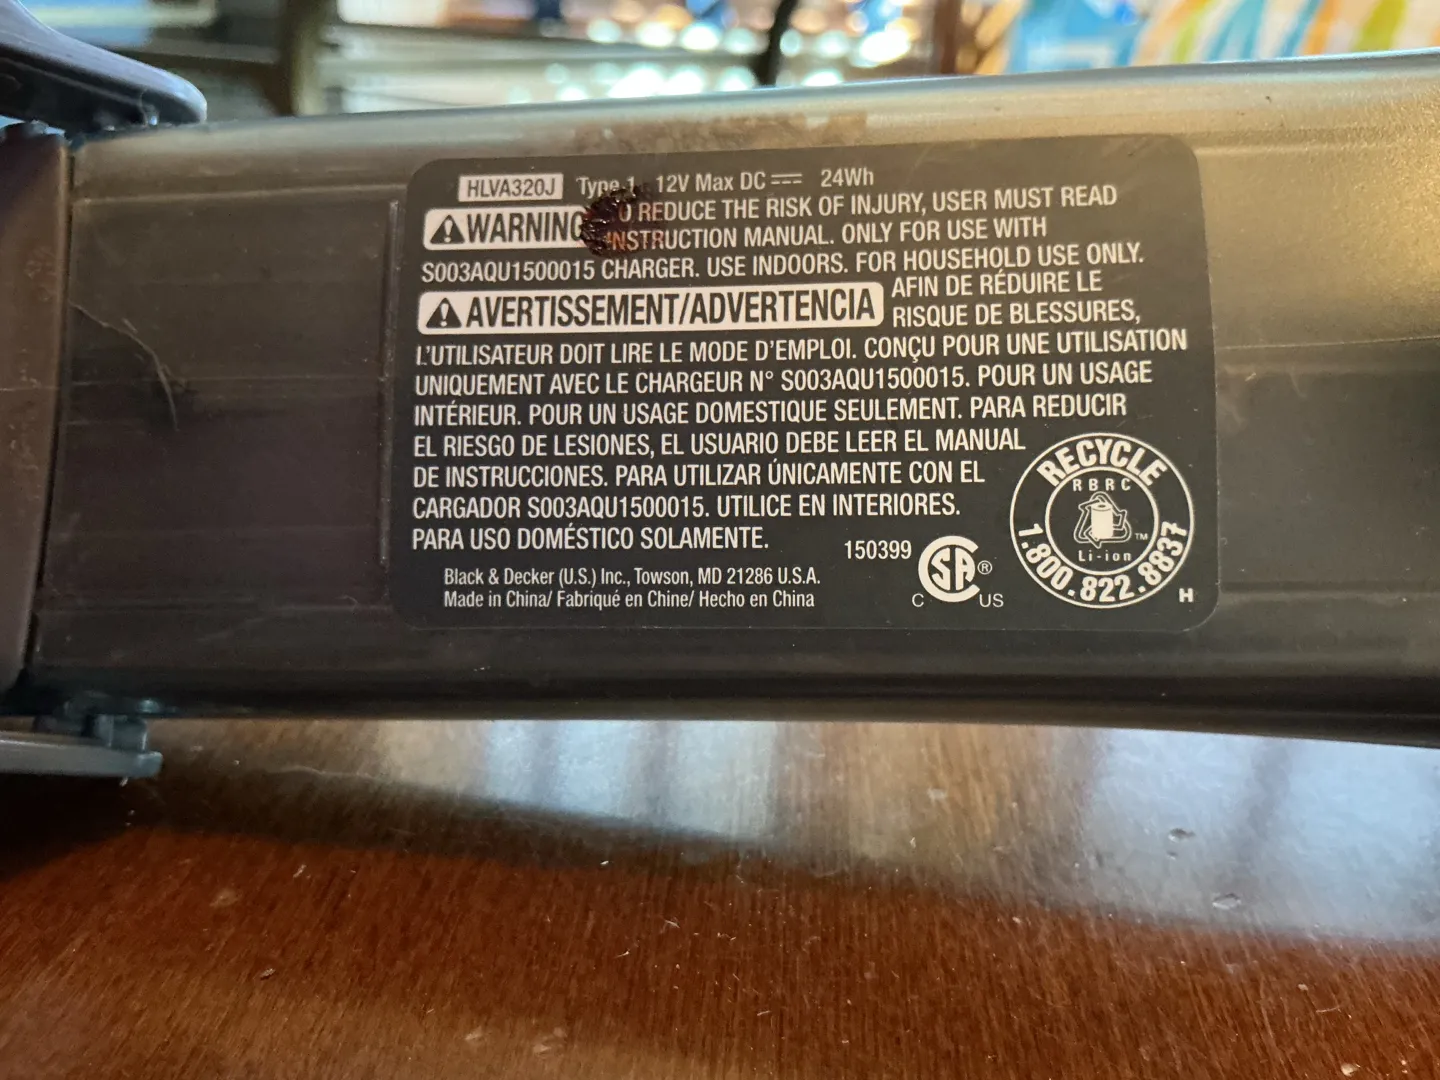 HLVA320J Type 1 12V Max DC 24Wh
WARNING TO REDUCE THE RISK OF INJURY, USER MUST READ
INSTRUCTION MANUAL. ONLY FOR USE WITH
S003AQU1500015 CHARGER. USE INDOORS. FOR HOUSEHOLD USE ONLY.
AVERTISSEMENT/ADVERTENCIA
AFIN DE RÉDUIRE LE
RISQUE DE BLESSURES,
L'UTILISATEUR DOIT LIRE LE MODE D'EMPLOI. CONÇU POUR UNE UTILISATION
UNIQUEMENT AVEC LE CHARGEUR N° S003AQU1500015. POUR UN USAGE
INTÉRIEUR. POUR UN USAGE DOMESTIQUE SEULEMENT. PARA REDUCIR
EL RIESGO DE LESIONES, EL USUARIO DEBE LEER EL MANUAL
DE INSTRUCCIONES. PARA UTILIZAR ÚNICAMENTE CON EL
CARGADOR S003AQU1500015. UTILICE EN INTERIORES.
PARA USO DOMÉSTICO SOLAMENTE.
150399
Black & Decker (U.S.) Inc., Towson, MD 21286 U.S.A.
Made in China/ Fabriqué en Chine/ Hecho en China
C SA ® US
RECYCLE
RBRC
TM
Li-ion
1.800.822.8837
H